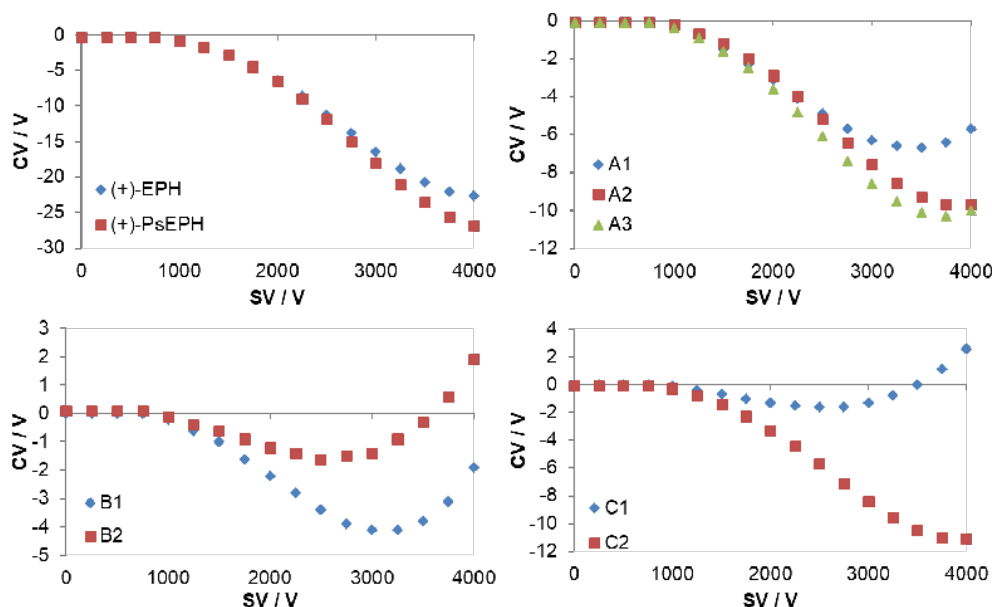 0
-5
-10
-15
-20
-25
-30
CV / V
0 1000 2000 3000 4000
SV / V
(+)-EPH
(+)-PsEPH
0
-2
-4
-6
-8
-10
-12
CV / V
0 1000 2000 3000 4000
SV / V
A1
A2
A3
3
2
1
0
-1
-2
-3
-4
-5
CV / V
0 1000 2000 3000 4000
SV / V
B1
B2
4
2
0
-2
-4
-6
-8
-10
-12
CV / V
0 1000 2000 3000 4000
SV / V
C1
C2